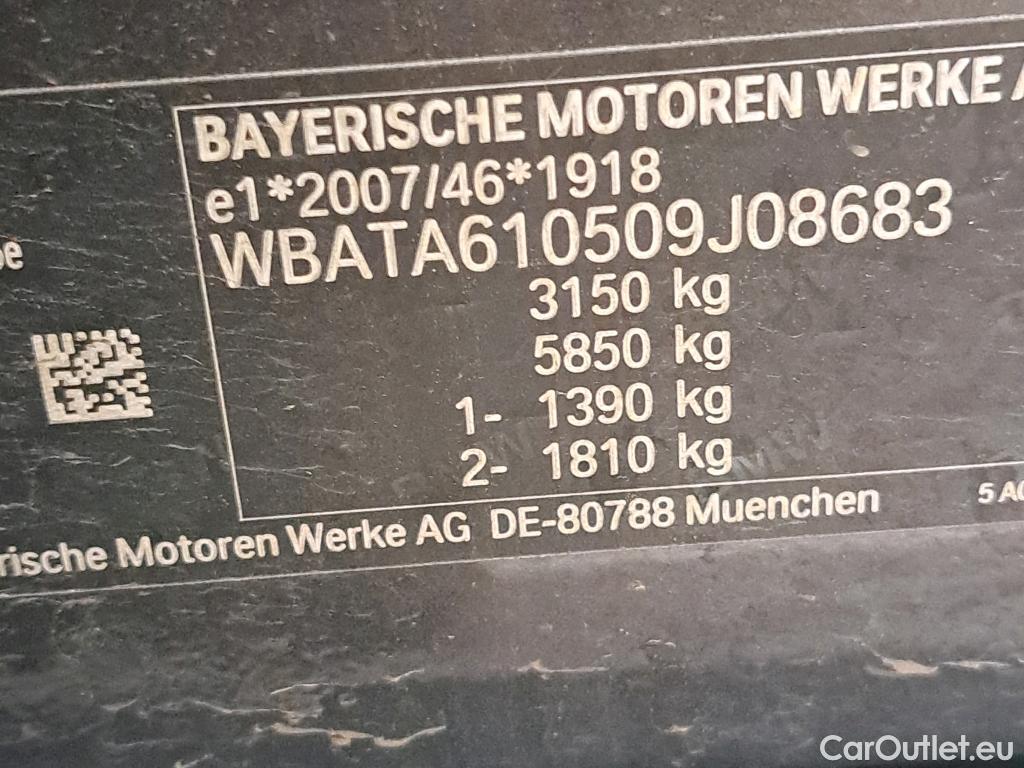 BAYERISCHE MOTOREN WERKE A
e1*2007/46*1918
WBATA610509J08683
3150 kg
5850 kg
1- 1390 kg
2- 1810 kg
rische Motoren Werke AG DE-80788 Muenchen
CarOutlet.eu